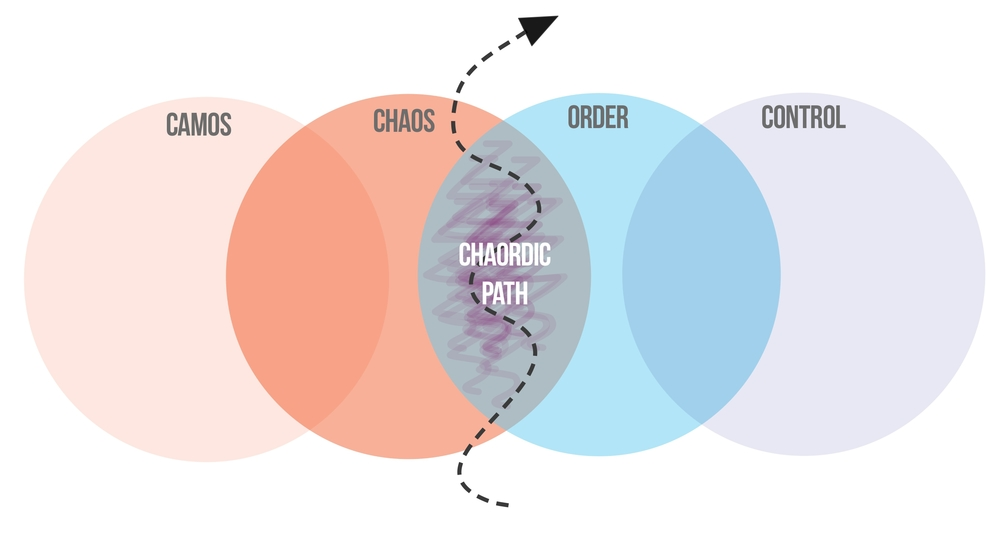 CAMOS
CHAOS
ORDER
CONTROL
CHAORDIC
PATH